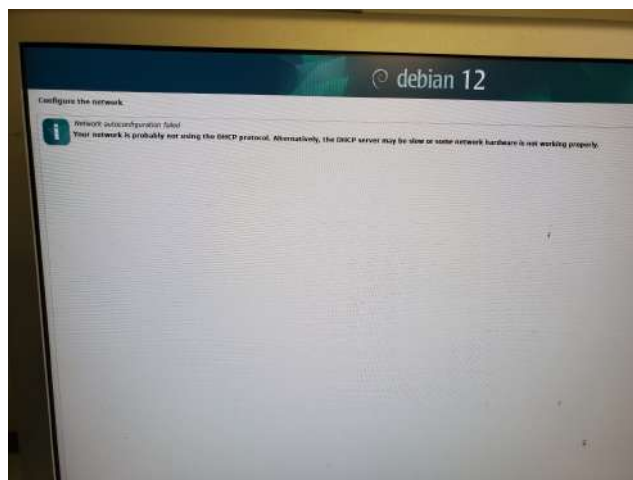 debian 12
Configure the network
Network autoconfiguration failed
Your network is probably not using the DHCP protocol. Alternatively, the DHCP server may be slow or some network hardware is not working properly.